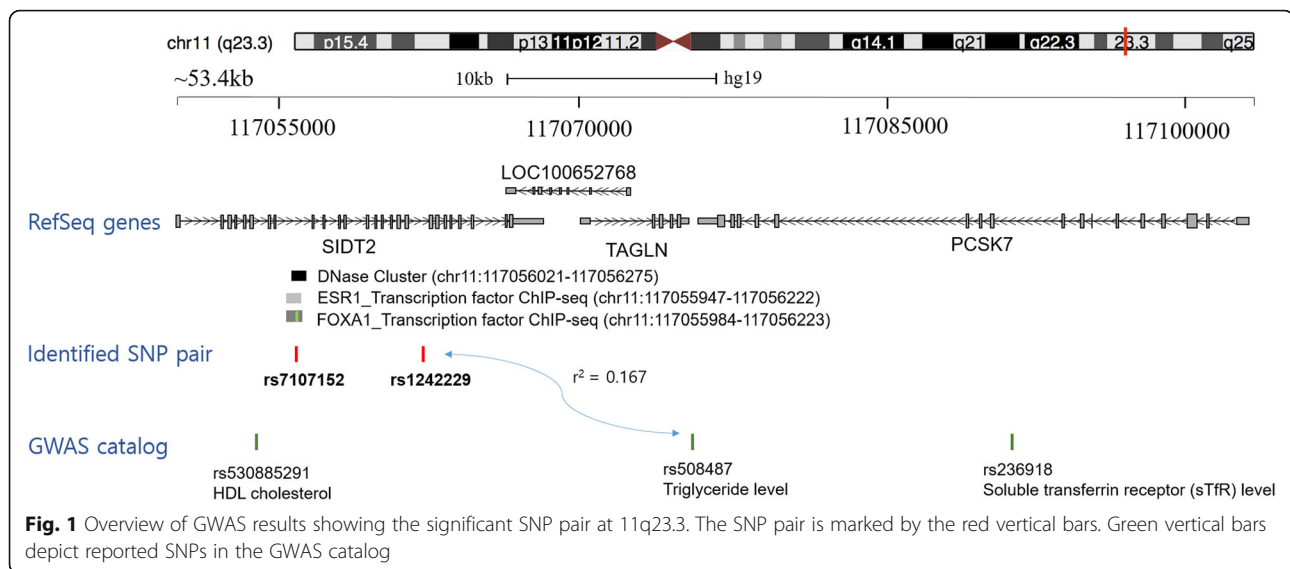 chr11 (q23.3)
p15.4 p13 11p12 11.2 q14.1 q21 q22.3 23.3 q25
~53.4kb
10kb hg19
117055000 117070000 117085000 117100000
LOC100652768
RefSeq genes
SIDT2 TAGLN PCSK7
DNase Cluster (chr11:117056021-117056275)
ESR1_Transcription factor ChIP-seq (chr11:117055947-117056222)
FOXA1_Transcription factor ChIP-seq (chr11:117055984-117056223)
Identified SNP pair
rs7107152 rs1242229
r² = 0.167
GWAS catalog
rs530885291 rs508487 rs236918
HDL cholesterol Triglyceride level Soluble transferrin receptor (sTfR) level
Fig. 1 Overview of GWAS results showing the significant SNP pair at 11q23.3. The SNP pair is marked by the red vertical bars. Green vertical bars
depict reported SNPs in the GWAS catalog